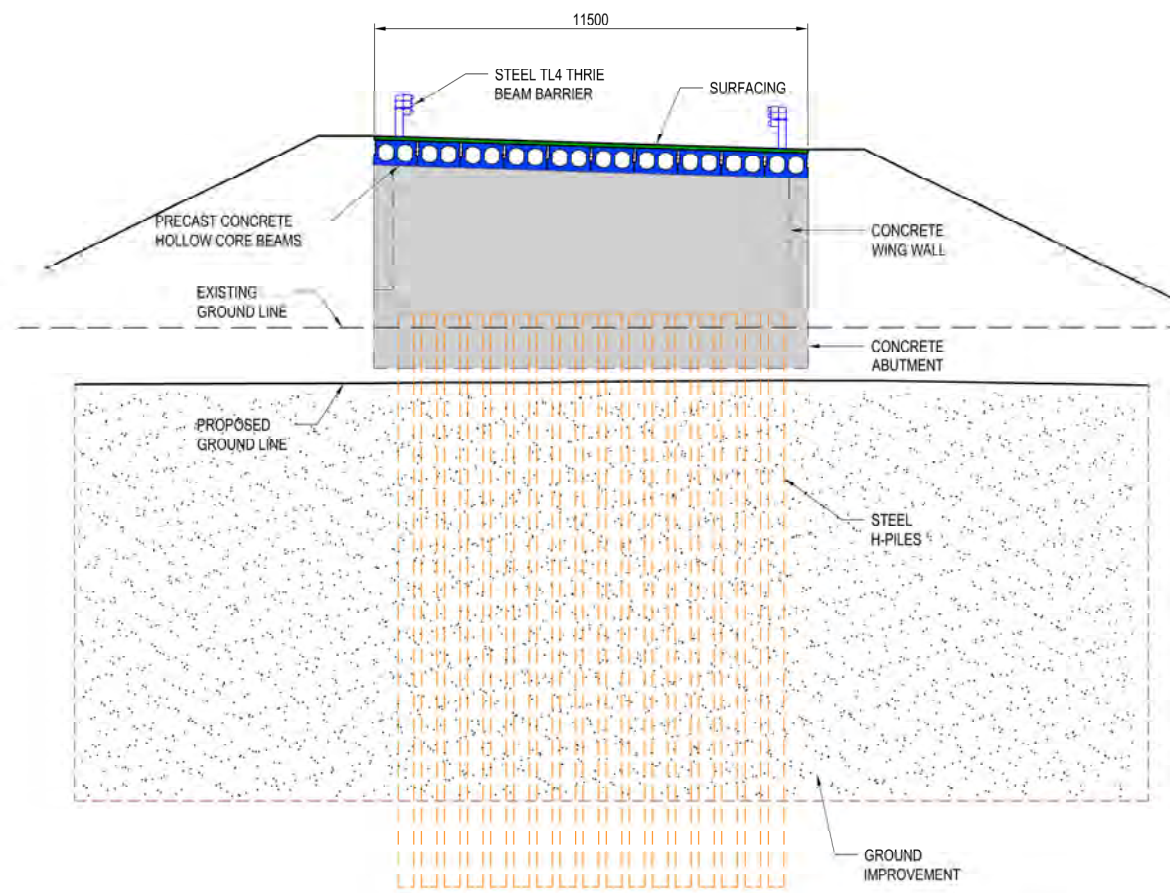 11500
STEEL TL4 THRIE
BEAM BARRIER
SURFACING
PRECAST CONCRETE
HOLLOW CORE BEAMS
CONCRETE
WING WALL
EXISTING
GROUND LINE
CONCRETE
ABUTMENT
PROPOSED
GROUND LINE
STEEL
H-PILES
GROUND
IMPROVEMENT